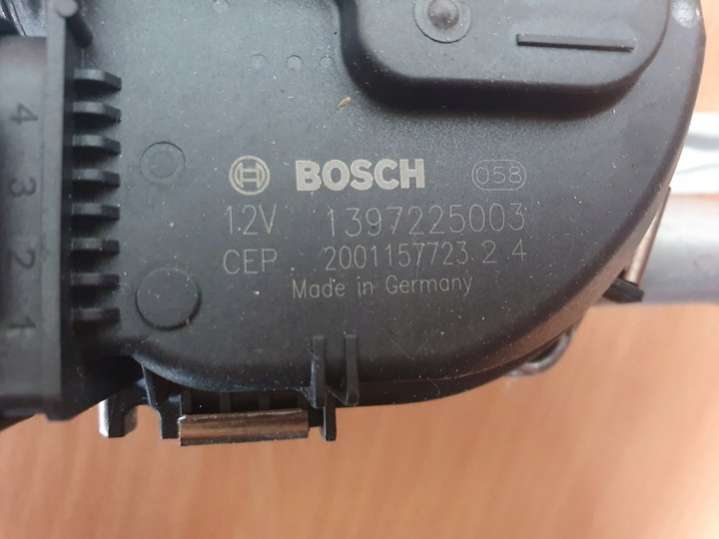 BOSCH 058
12V 1397225003
CEP 2001157723 2 4
Made in Germany
4
3
2
1